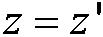 z = z'